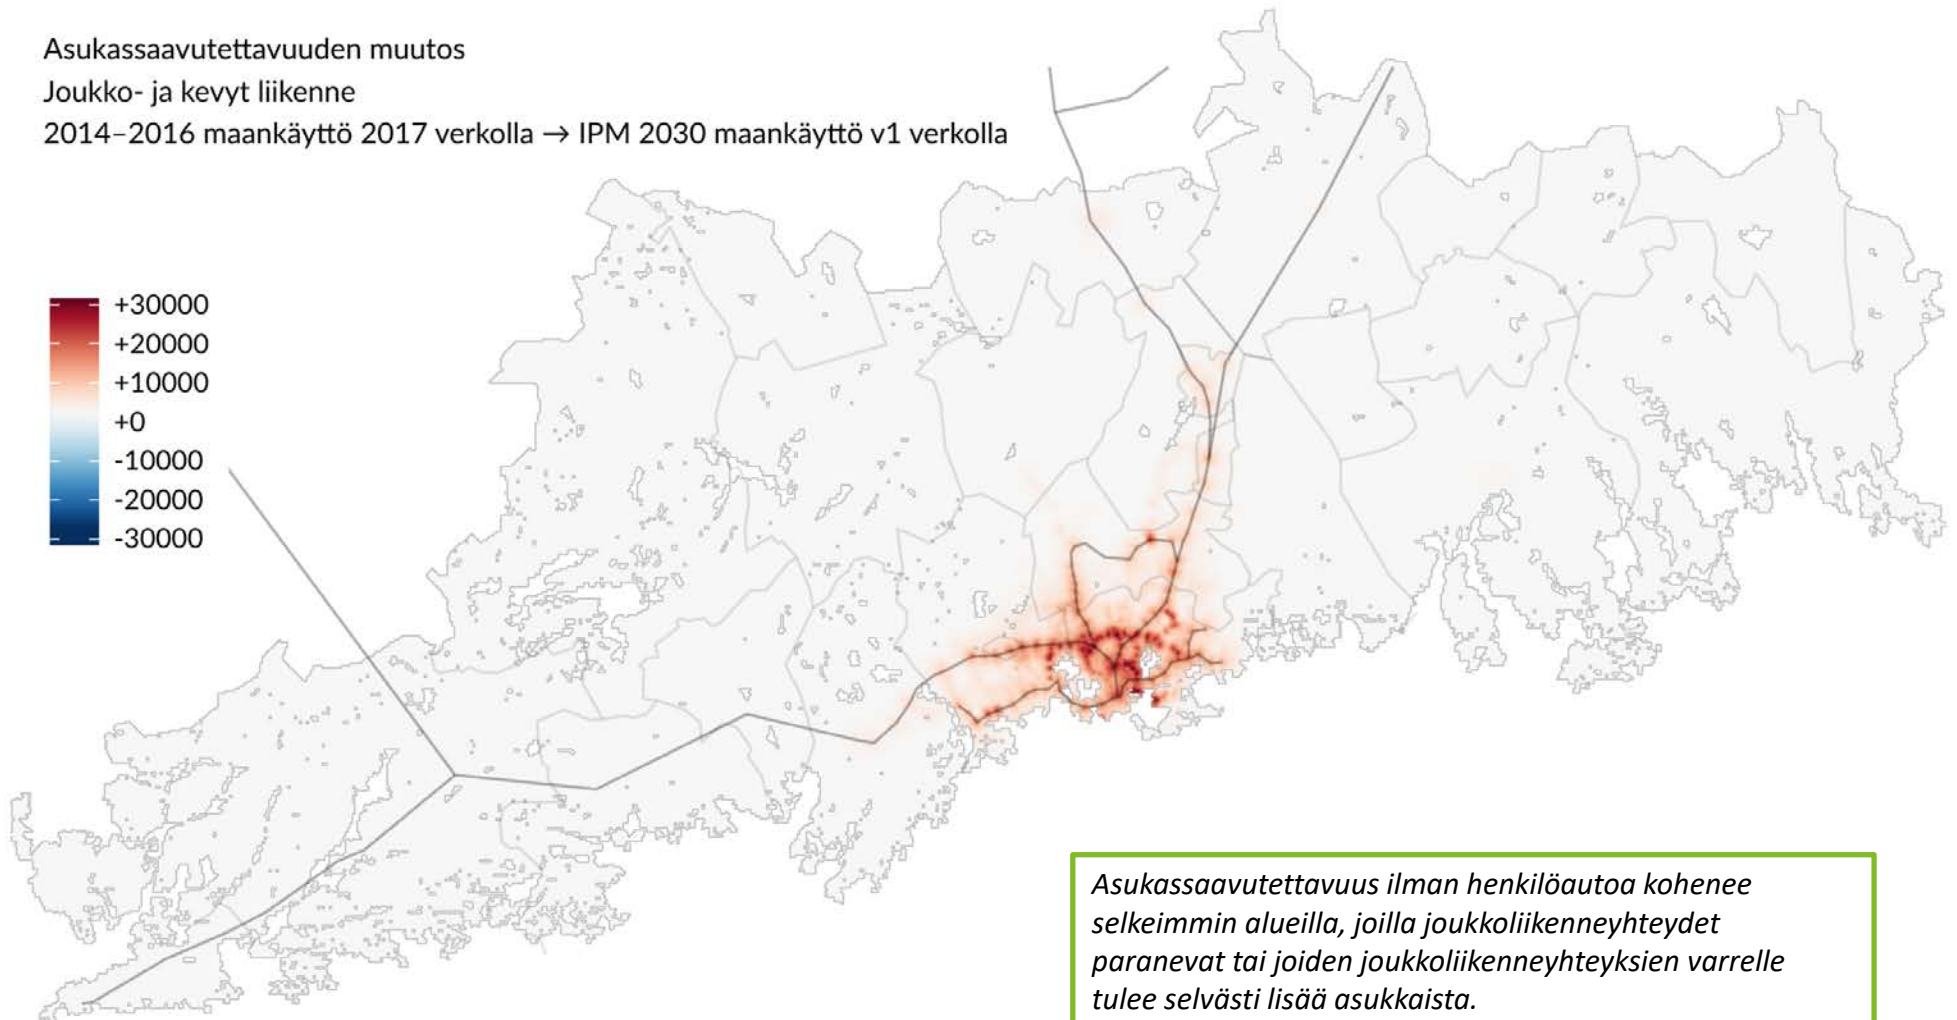 Asukassaavutettavuuden muutos
Joukko- ja kevyt liikenne
2014–2016 maankäyttö 2017 verkolla → IPM 2030 maankäyttö v1 verkolla
+30000
+20000
+10000
+0
-10000
-20000
-30000
Asukassaavutettavuus ilman henkilöautoa kohenee
selkeimmin alueilla, joilla joukkoliikenneyhteydet
paranevat tai joiden joukkoliikenneyhteyksien varrelle
tulee selvästi lisää asukkaista.